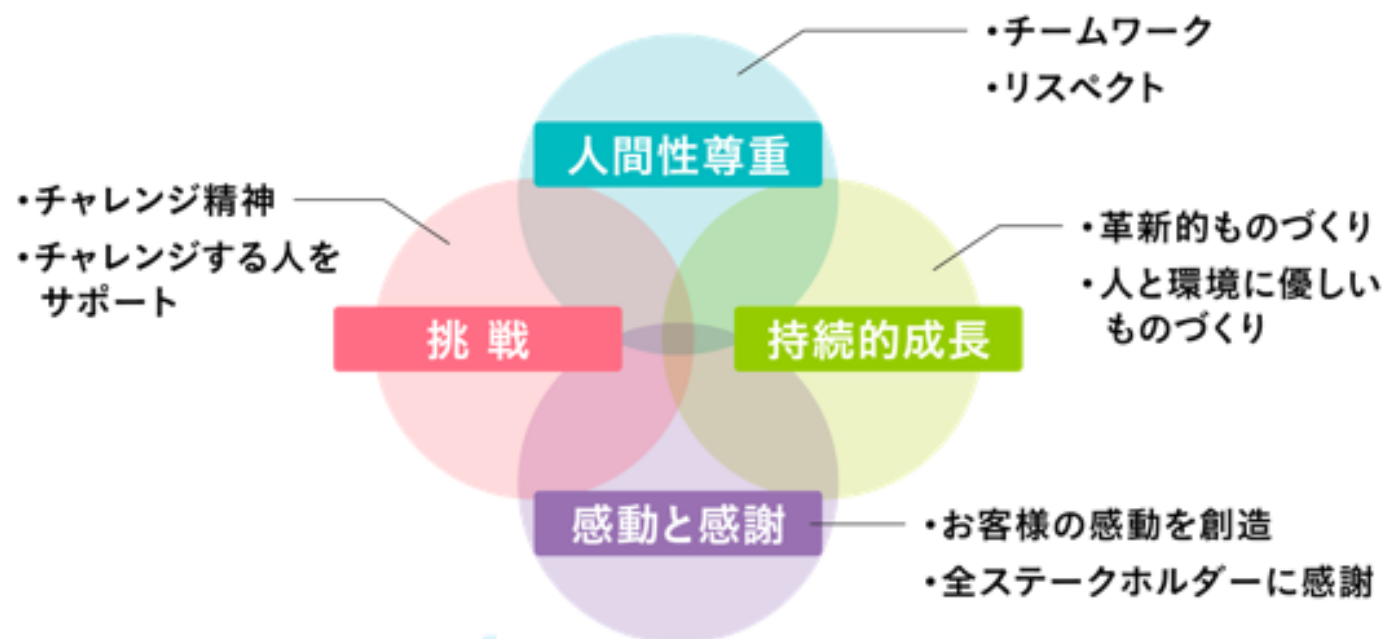 ・チームワーク
・リスペクト
人間性尊重
・チャレンジ精神
・チャレンジする人を
サポート
・革新的ものづくり
・人と環境に優しい
ものづくり
挑 戦
持続的成長
感動と感謝
・お客様の感動を創造
・全ステークホルダーに感謝